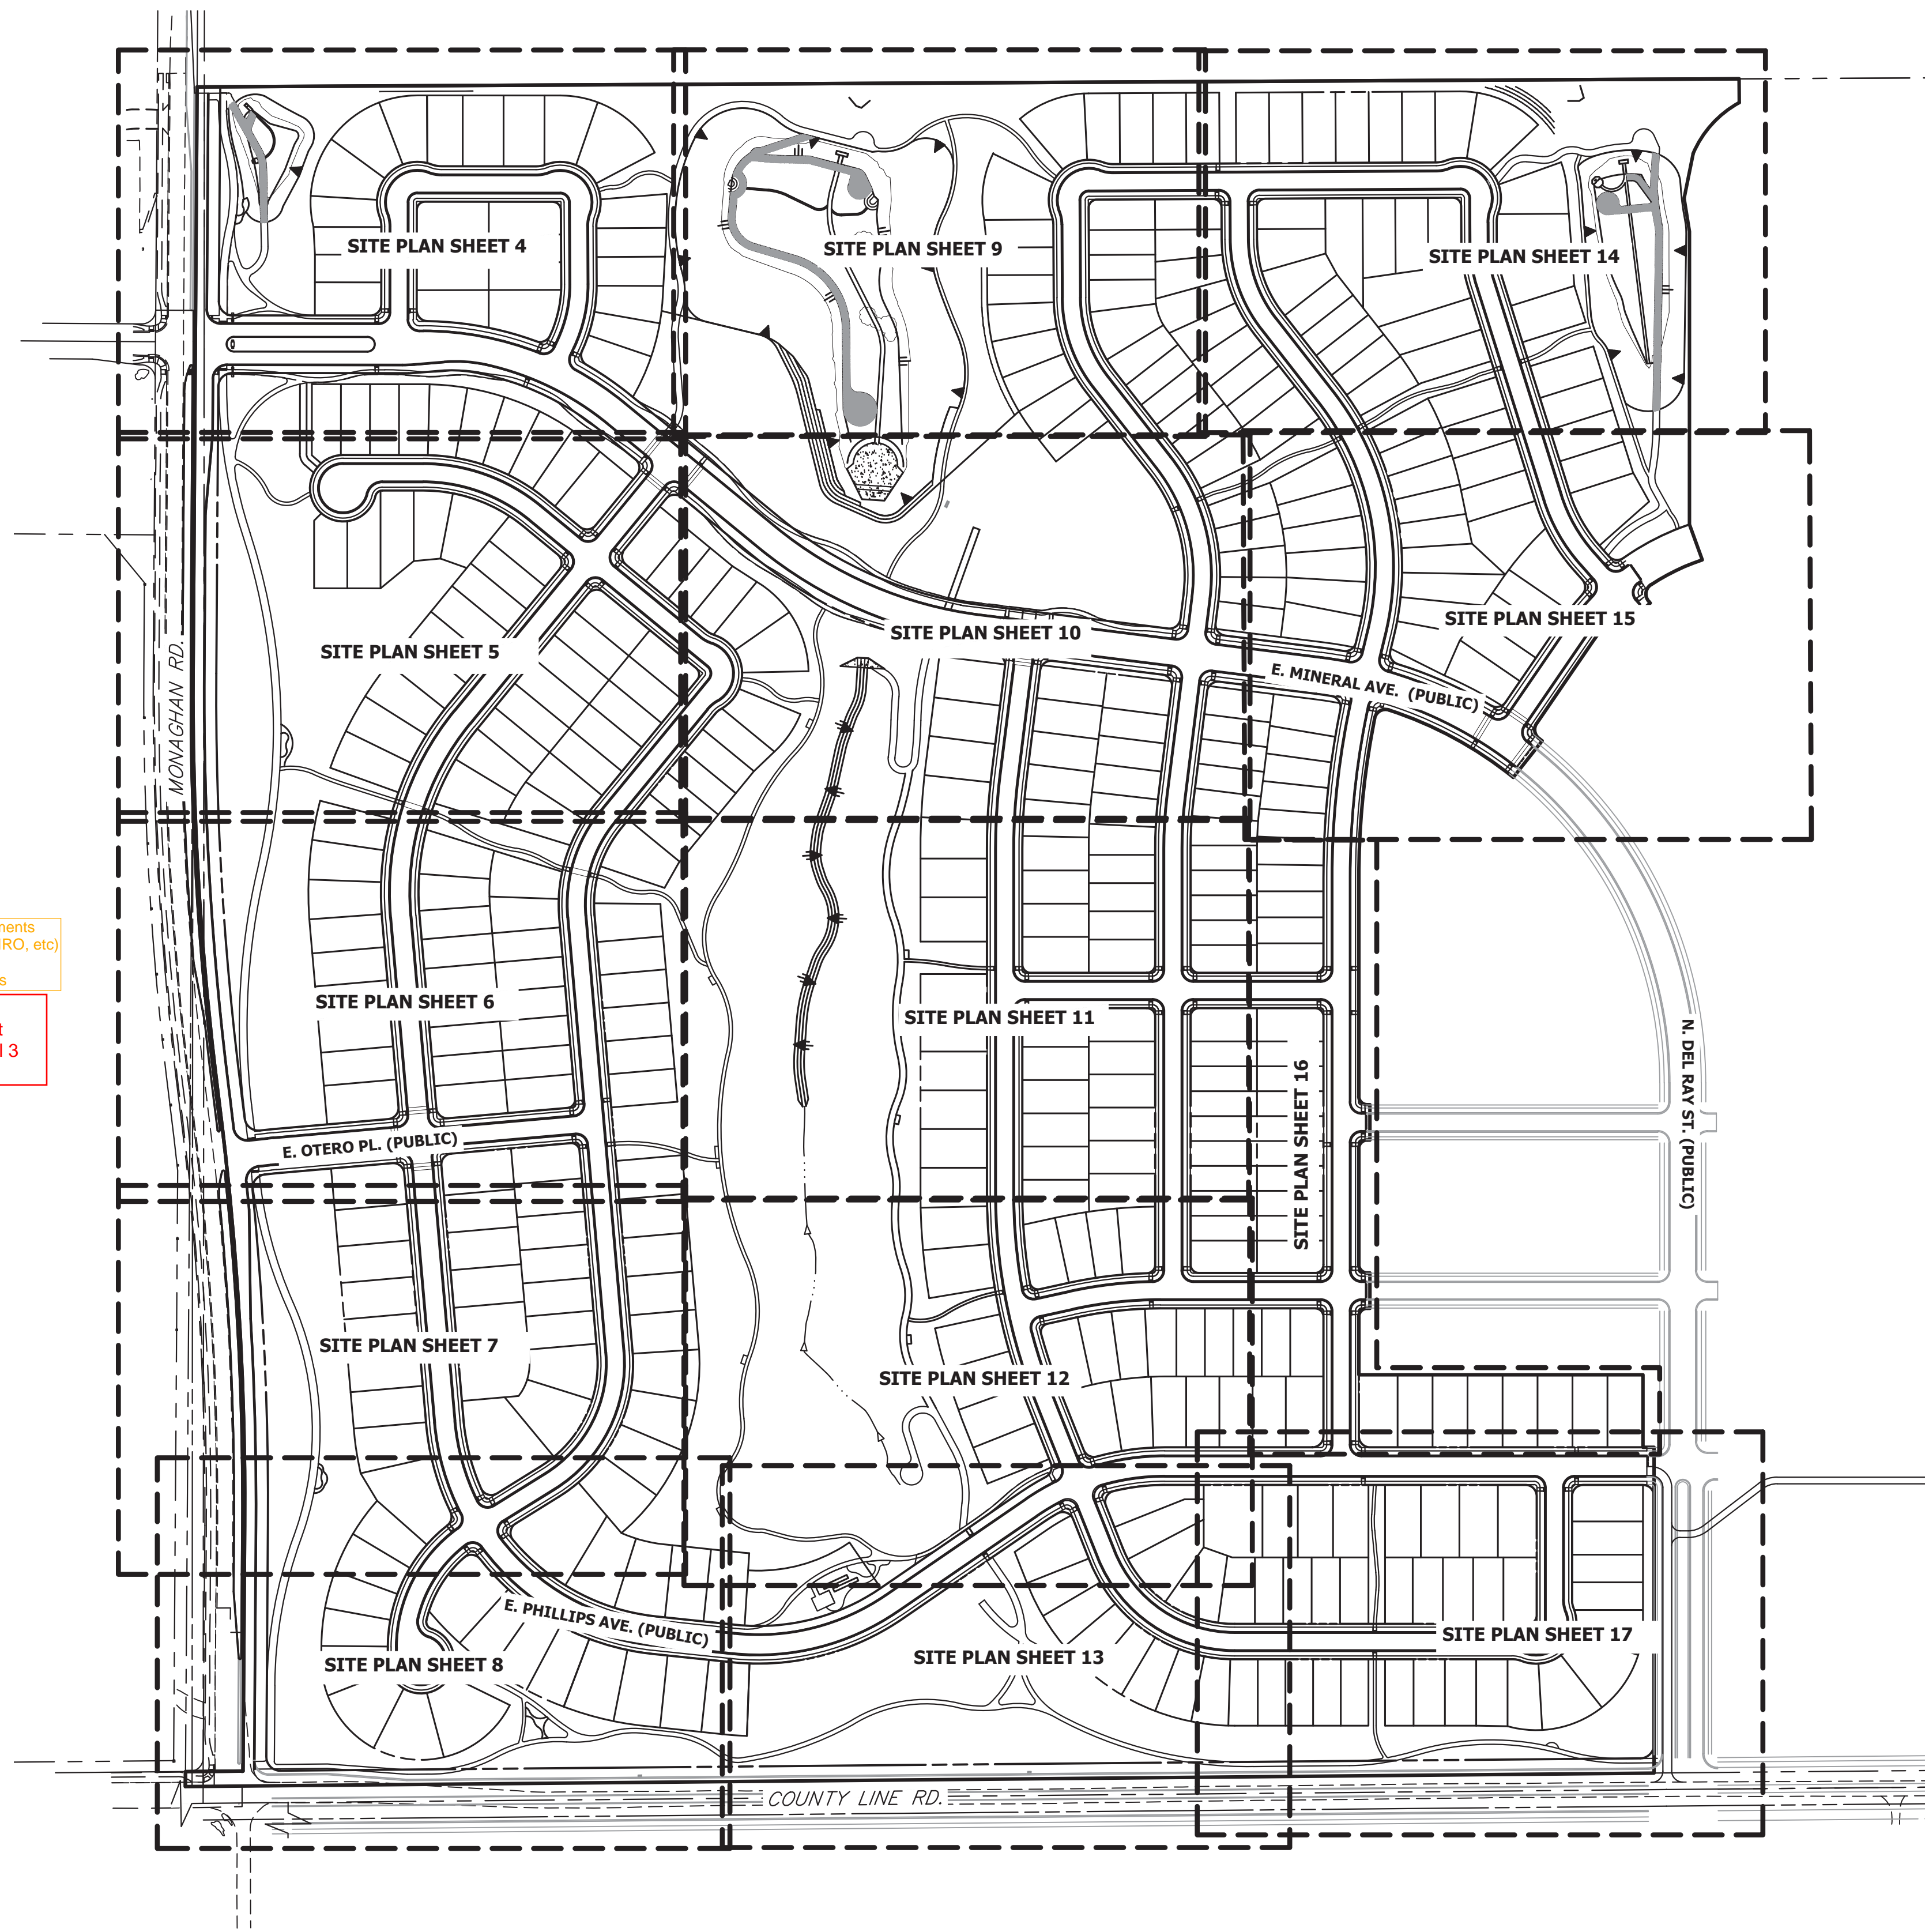 SITE PLAN SHEET 4
SITE PLAN SHEET 9
SITE PLAN SHEET 14
SITE PLAN SHEET 5
SITE PLAN SHEET 10
SITE PLAN SHEET 15
MONAGHAN RD.
E. MINERAL AVE. (PUBLIC)
etc)
3
SITE PLAN SHEET 6
SITE PLAN SHEET 11
SITE PLAN SHEET 16
N. DEL RAY ST. (PUBLIC)
E. OTERO PL. (PUBLIC)
SITE PLAN SHEET 7
SITE PLAN SHEET 12
E. PHILLIPS AVE. (PUBLIC)
SITE PLAN SHEET 8
SITE PLAN SHEET 13
SITE PLAN SHEET 17
COUNTY LINE RD.